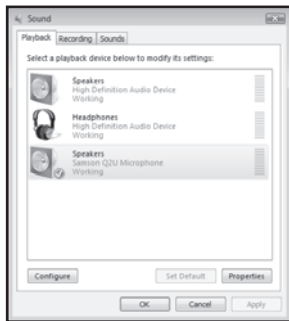 Sound
Playback Recording Sounds
Select a playback device below to modify its settings:
Speakers
High Definition Audio Device
Working
Headphones
High Definition Audio Device
Working
Speakers
Samson Q2U Microphone
Working
Configure Set Default Properties
OK Cancel Apply